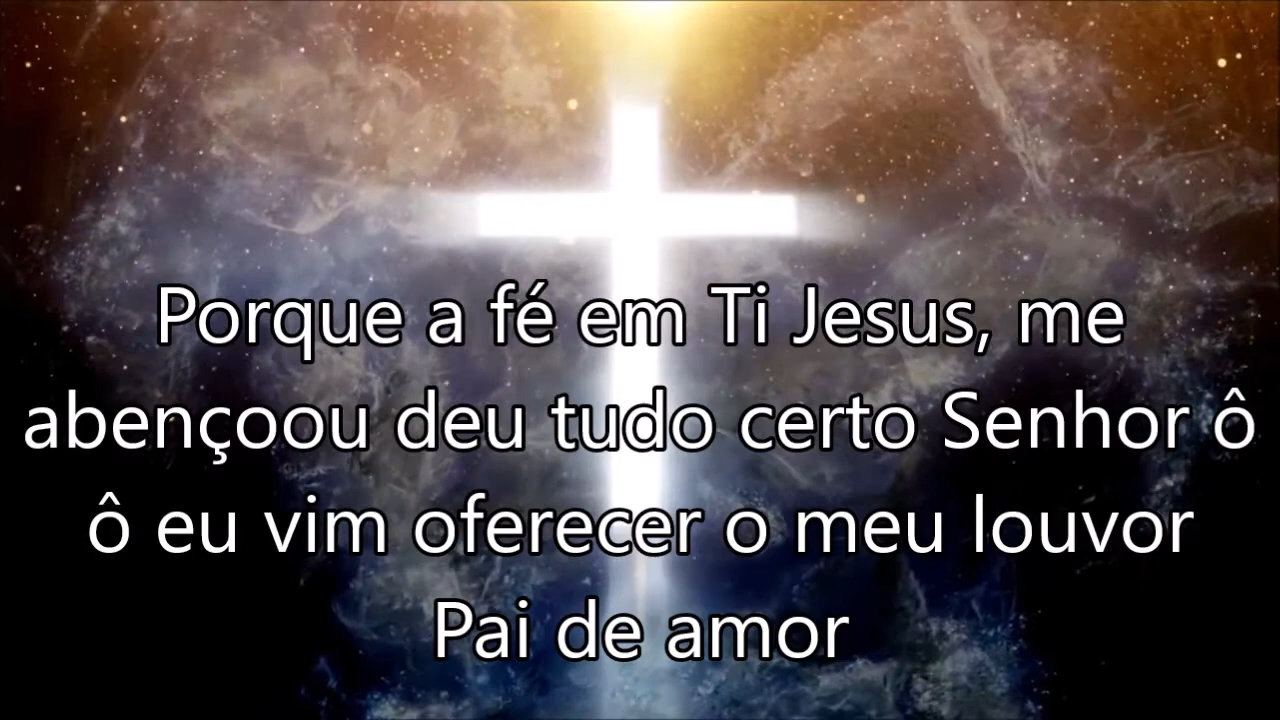 Porque a fé em Ti Jesus, me
abençoou deu tudo certo Senhor ô
ô eu vim oferecer o meu louvor
Pai de amor